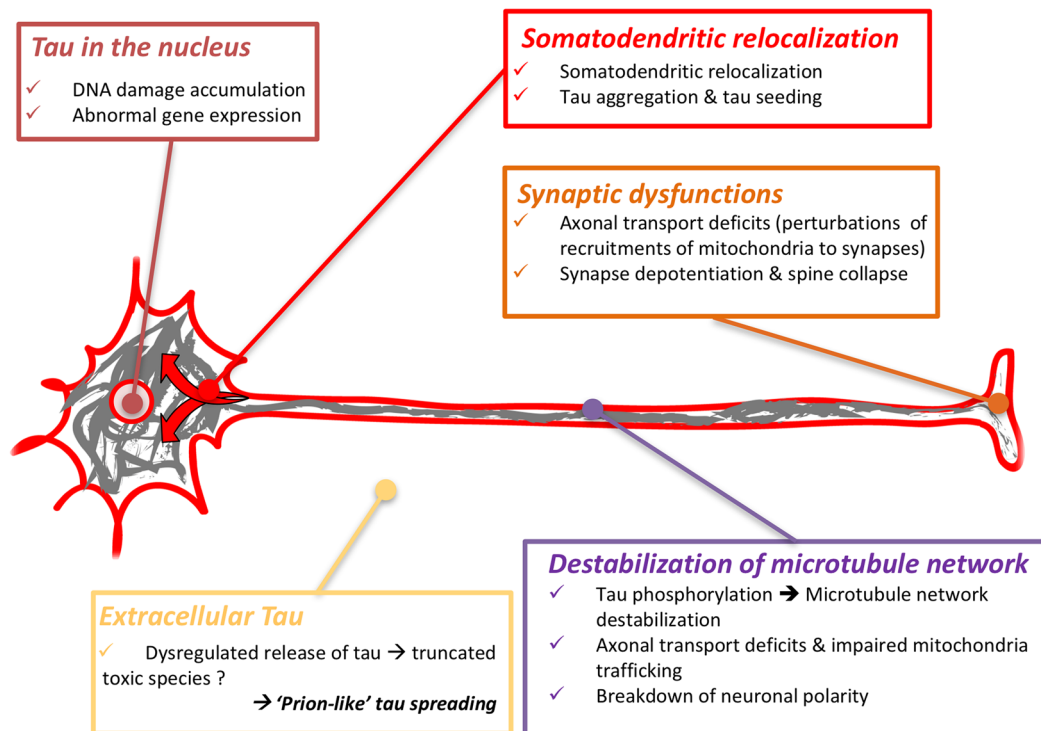 Tau in the nucleus
✓ DNA damage accumulation
✓ Abnormal gene expression
Somatodendritic relocalization
✓ Somatodendritic relocalization
✓ Tau aggregation & tau seeding
Synaptic dysfunctions
✓ Axonal transport deficits (perturbations of
recruitments of mitochondria to synapses)
✓ Synapse depotentiation & spine collapse
Extracellular Tau
✓ Dysregulated release of tau → truncated
toxic species ?
→ ‘Prion-like’ tau spreading
Destabilization of microtubule network
✓ Tau phosphorylation → Microtubule network
destabilization
✓ Axonal transport deficits & impaired mitochondria
trafficking
✓ Breakdown of neuronal polarity